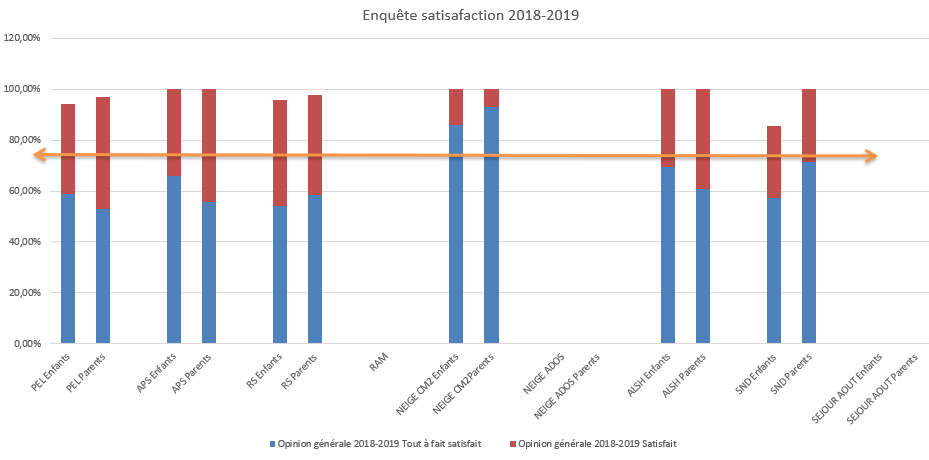 Enquête satisafaction 2018-2019
120,00%
100,00%
80,00%
60,00%
40,00%
20,00%
0,00%
PEL Enfants
PEL Parents
APS Enfants
APS Parents
RS Enfants
RS Parents
RAM
NEIGE CM2 Enfants
NEIGE CM2Parents
NEIGE ADOS
NEIGE ADOS Parents
ALSH Enfants
ALSH Parents
SND Enfants
SND Parents
SEJOUR AOUT Enfants
SEJOUR AOUT Parents
Opinion générale 2018-2019 Tout à fait satisfait
Opinion générale 2018-2019 Satisfait